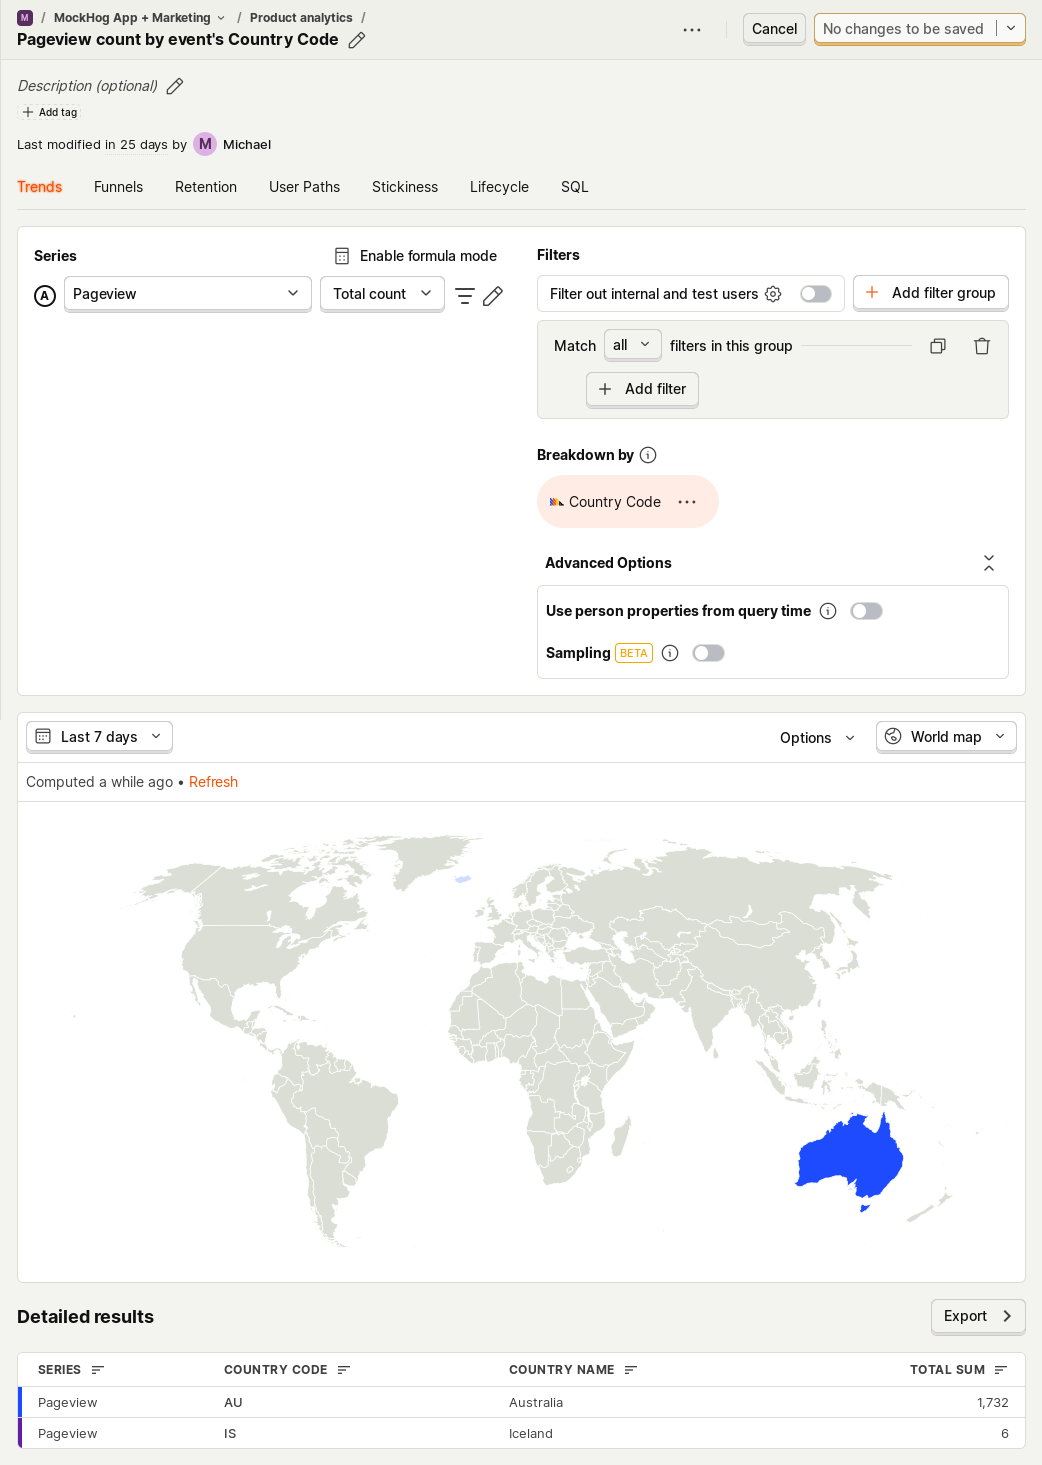 M / MockHog App + Marketing / Product analytics /
Pageview count by event's Country Code
Cancel
No changes to be saved
Description (optional)
Add tag
Last modified in 25 days by M Michael
Trends Funnels Retention User Paths Stickiness Lifecycle SQL
Series
Enable formula mode
A Pageview Total count
Filters
Filter out internal and test users
Add filter group
Match all filters in this group
Add filter
Breakdown by
Country Code
Advanced Options
Use person properties from query time
Sampling BETA
Last 7 days
Options
World map
Computed a while ago • Refresh
Detailed results
Export
SERIES COUNTRY CODE COUNTRY NAME TOTAL SUM
Pageview AU Australia 1,732
Pageview IS Iceland 6